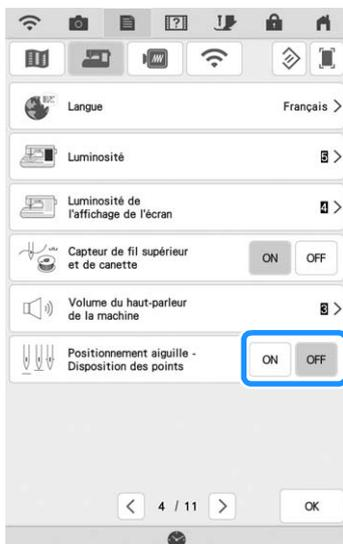 Langue
Français >
Luminosité
5 >
Luminosité de
l'affichage de l'écran
4 >
Capteur de fil supérieur
et de canette
ON OFF
Volume du haut-parleur
de la machine
3 >
Positionnement aiguille -
Disposition des points
ON OFF
< 4 / 11 >
OK